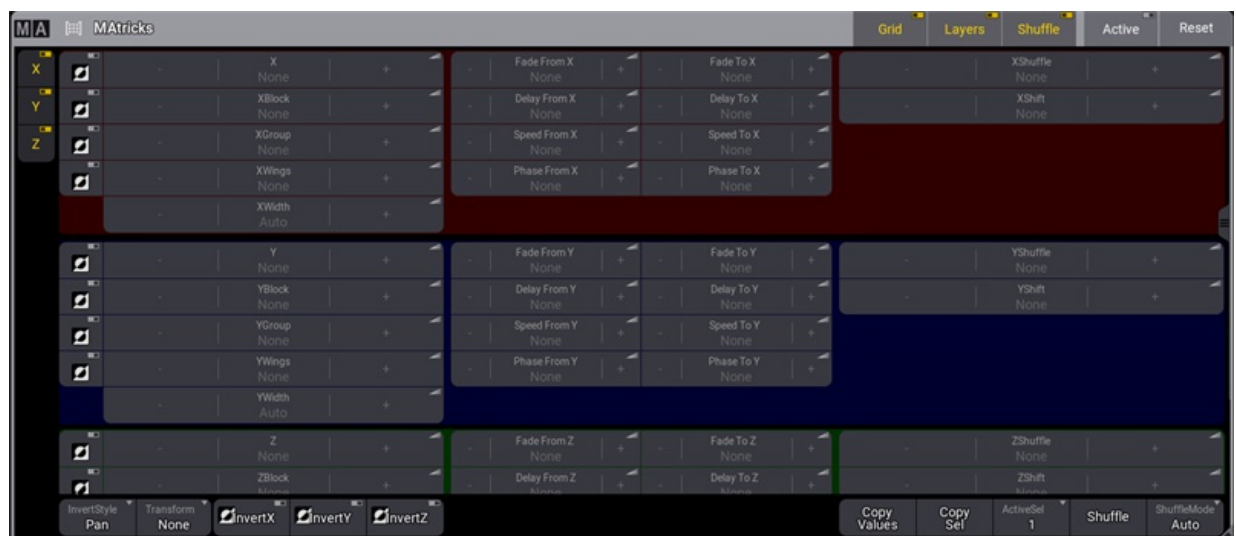 MA MAtricks Grid Layers Shuffle Active Reset
X
Y
Z
- X None +
- Fade From X None + - Fade To X None +
- XShuffle None +
- XBlock None +
- Delay From X None + - Delay To X None +
- XShift None +
- XGroup None +
- Speed From X None + - Speed To X None +
- XWings None +
- Phase From X None + - Phase To X None +
- XWidth Auto +
- Y None +
- Fade From Y None + - Fade To Y None +
- YShuffle None +
- YBlock None +
- Delay From Y None + - Delay To Y None +
- YShift None +
- YGroup None +
- Speed From Y None + - Speed To Y None +
- YWings None +
- Phase From Y None + - Phase To Y None +
- YWidth Auto +
- Z None +
- Fade From Z None + - Fade To Z None +
- ZShuffle None +
- ZBlock None +
- Delay From Z None + - Delay To Z None +
- ZShift None +
InvertStyle Pan
Transform None
InvertX InvertY InvertZ
Copy Values
Copy Sel
ActiveSel 1
Shuffle
ShuffleMode Auto